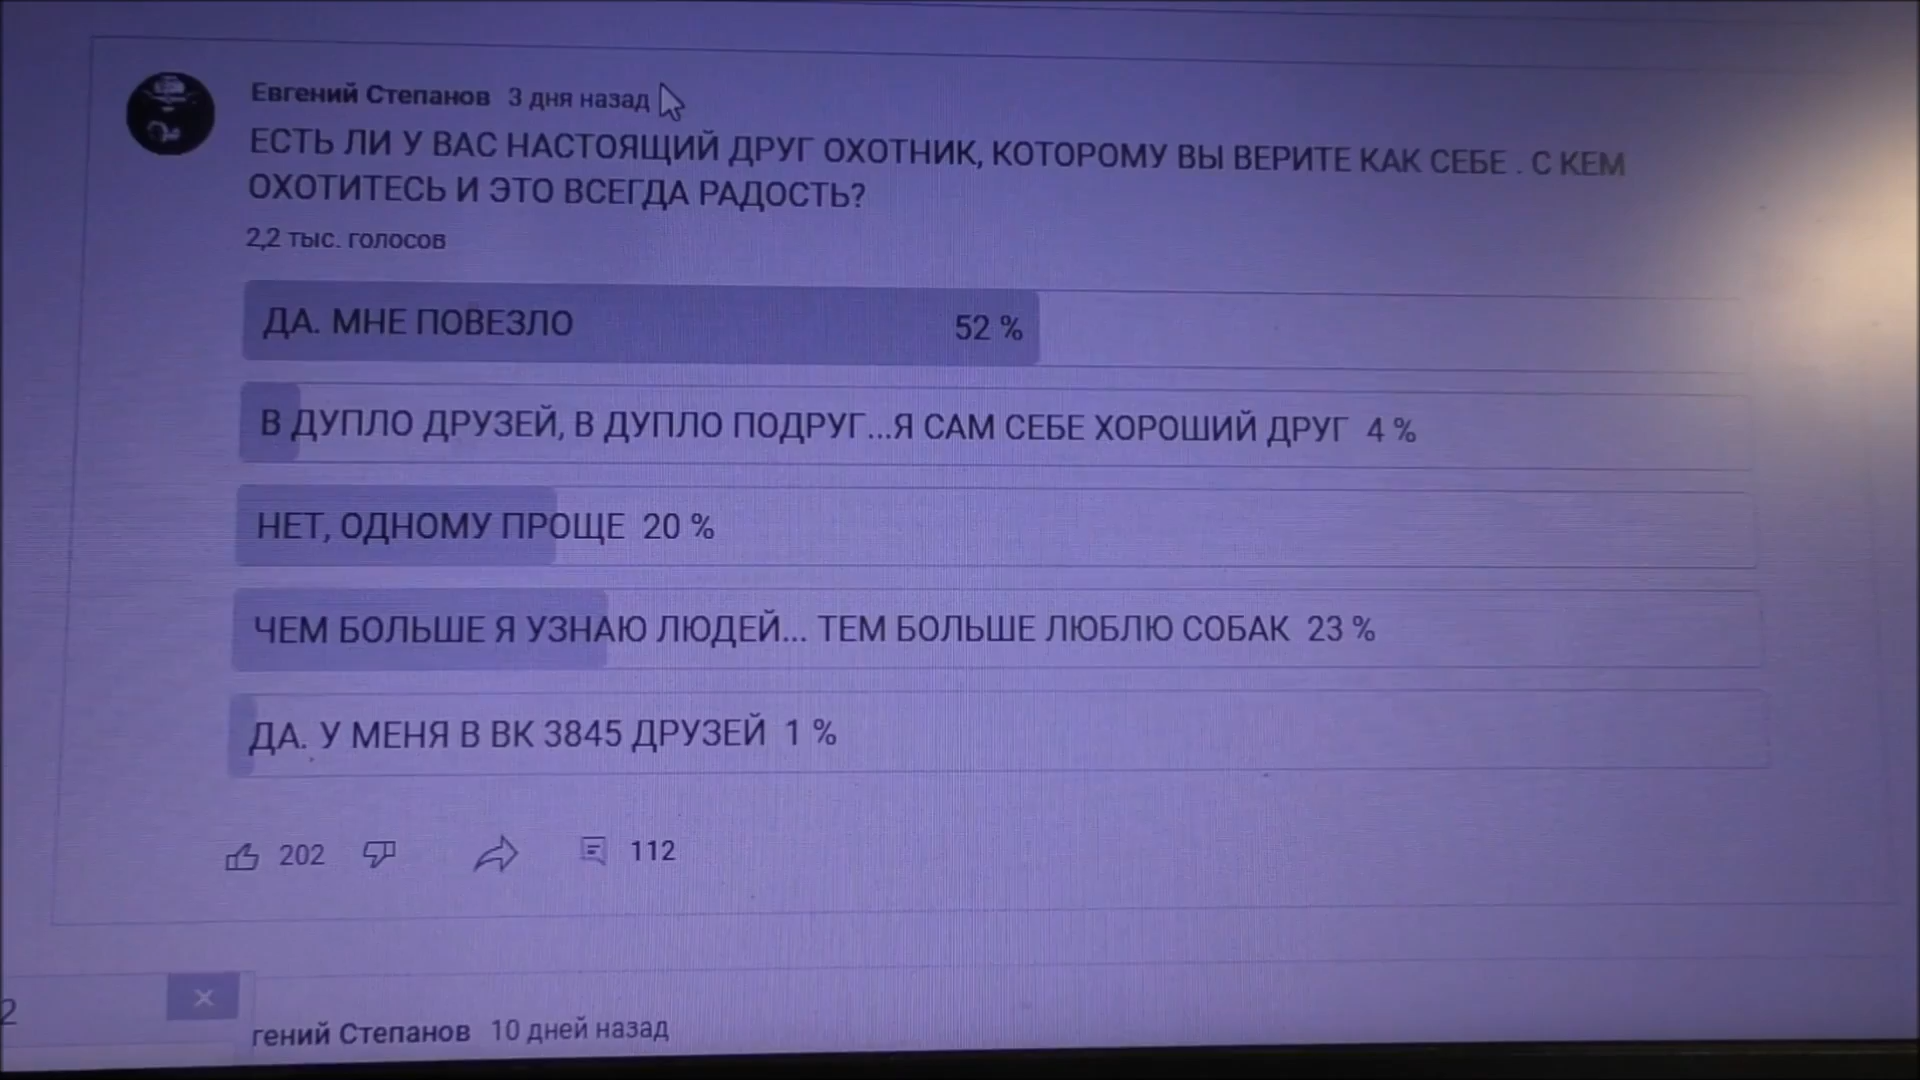 Евгений Степанов 3 дня назад
ЕСТЬ ЛИ У ВАС НАСТОЯЩИЙ ДРУГ ОХОТНИК, КОТОРОМУ ВЫ ВЕРИТЕ КАК СЕБЕ . С КЕМ
ОХОТИТЕСЬ И ЭТО ВСЕГДА РАДОСТЬ?
2,2 тыс. голосов
ДА. МНЕ ПОВЕЗЛО 52 %
В ДУПЛО ДРУЗЕЙ, В ДУПЛО ПОДРУГ...Я САМ СЕБЕ ХОРОШИЙ ДРУГ 4 %
НЕТ, ОДНОМУ ПРОЩЕ 20 %
ЧЕМ БОЛЬШЕ Я УЗНАЮ ЛЮДЕЙ... ТЕМ БОЛЬШЕ ЛЮБЛЮ СОБАК 23 %
ДА. У МЕНЯ В ВК 3845 ДРУЗЕЙ 1 %
202 112
2
гений Степанов 10 дней назад